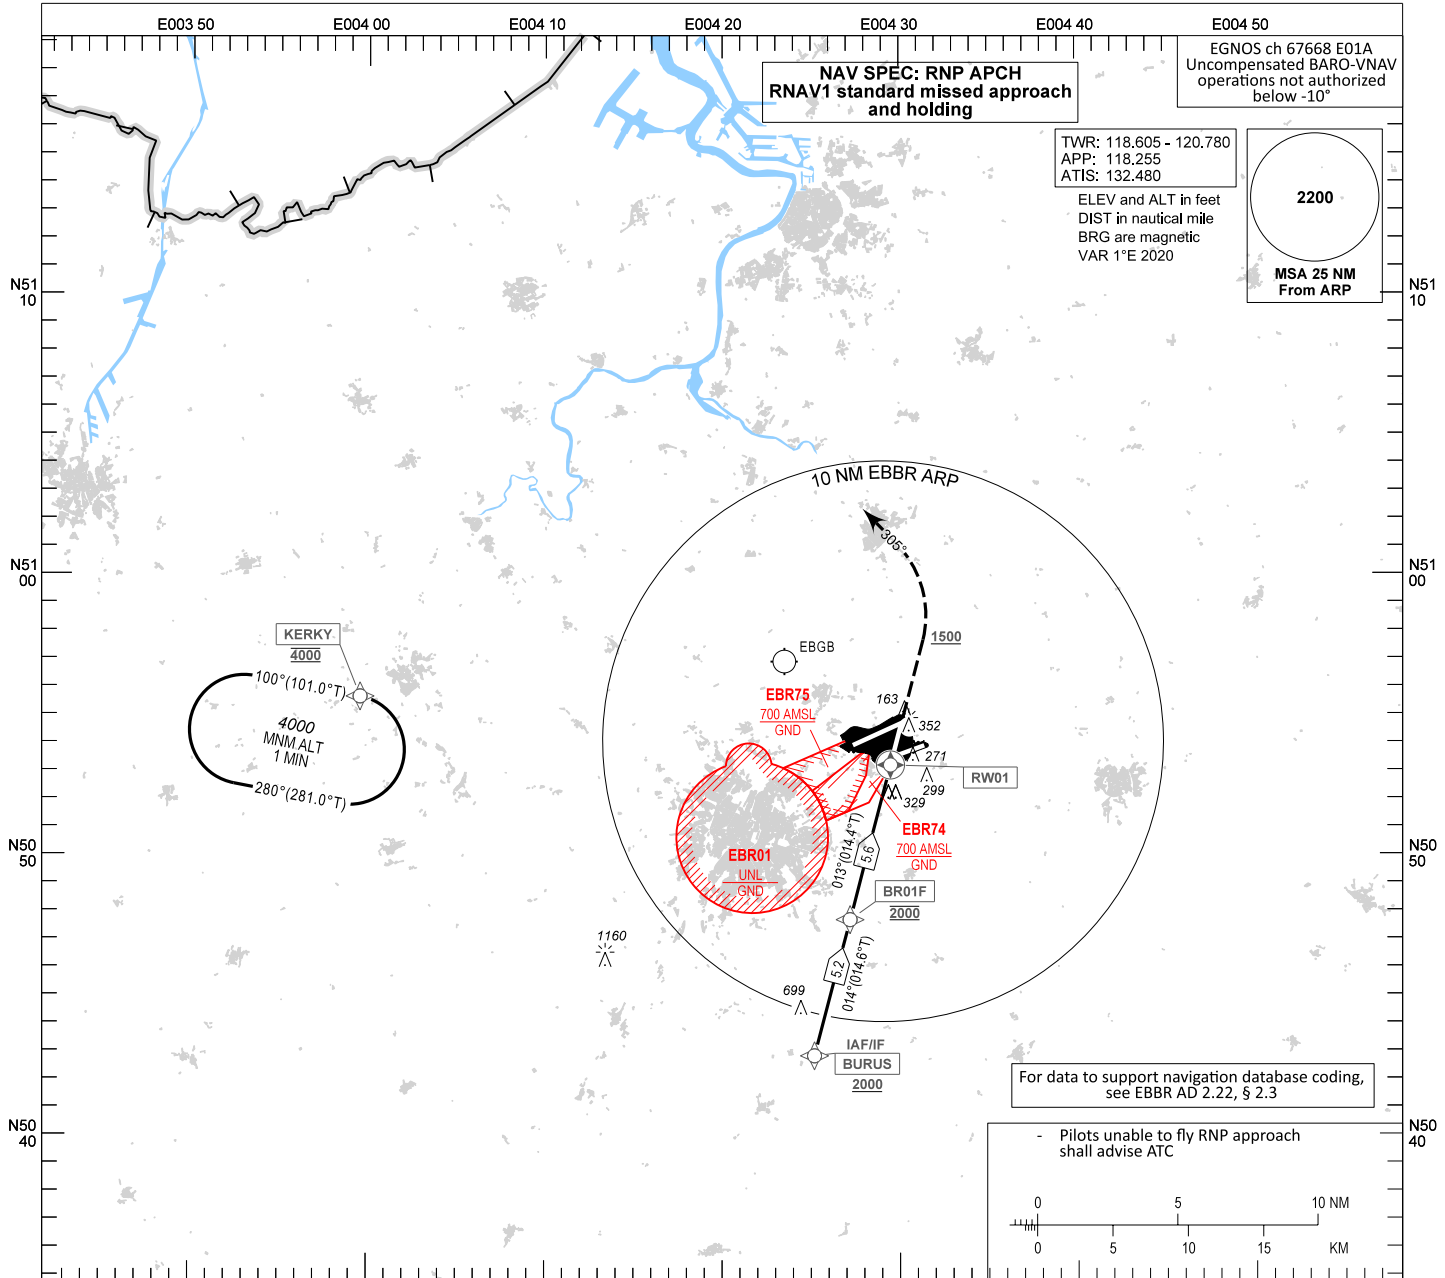 E003 50
E004 00
E004 10
E004 20
E004 30
E004 40
E004 50
NAV SPEC: RNP APCH
RNAV1 standard missed approach
and holding
EGNOS ch 67668 E01A
Uncompensated BARO-VNAV
operations not authorized
below -10°
TWR: 118.605 - 120.780
APP: 118.255
ATIS: 132.480
ELEV and ALT in feet
DIST in nautical mile
BRG are magnetic
VAR 1°E 2020
2200
MSA 25 NM
From ARP
N51
10
N51
10
10 NM EBBR ARP
305°
N51
00
N51
00
KERKY
4000
100°(101.0°T)
4000
MNM ALT
1 MIN
280°(281.0°T)
EBGB
1500
EBR75
700 AMSL
GND
163
352
271
299
329
RW01
EBR74
700 AMSL
GND
EBR01
UNL
GND
013°(014.4°T)
5.6
N50
50
N50
50
BR01F
2000
5.2
014°(014.6°T)
1160
699
IAF/IF
BURUS
2000
For data to support navigation database coding,
see EBBR AD 2.22, § 2.3
N50
40
N50
40
- Pilots unable to fly RNP approach
shall advise ATC
0 5 10 NM
0 5 10 15 KM